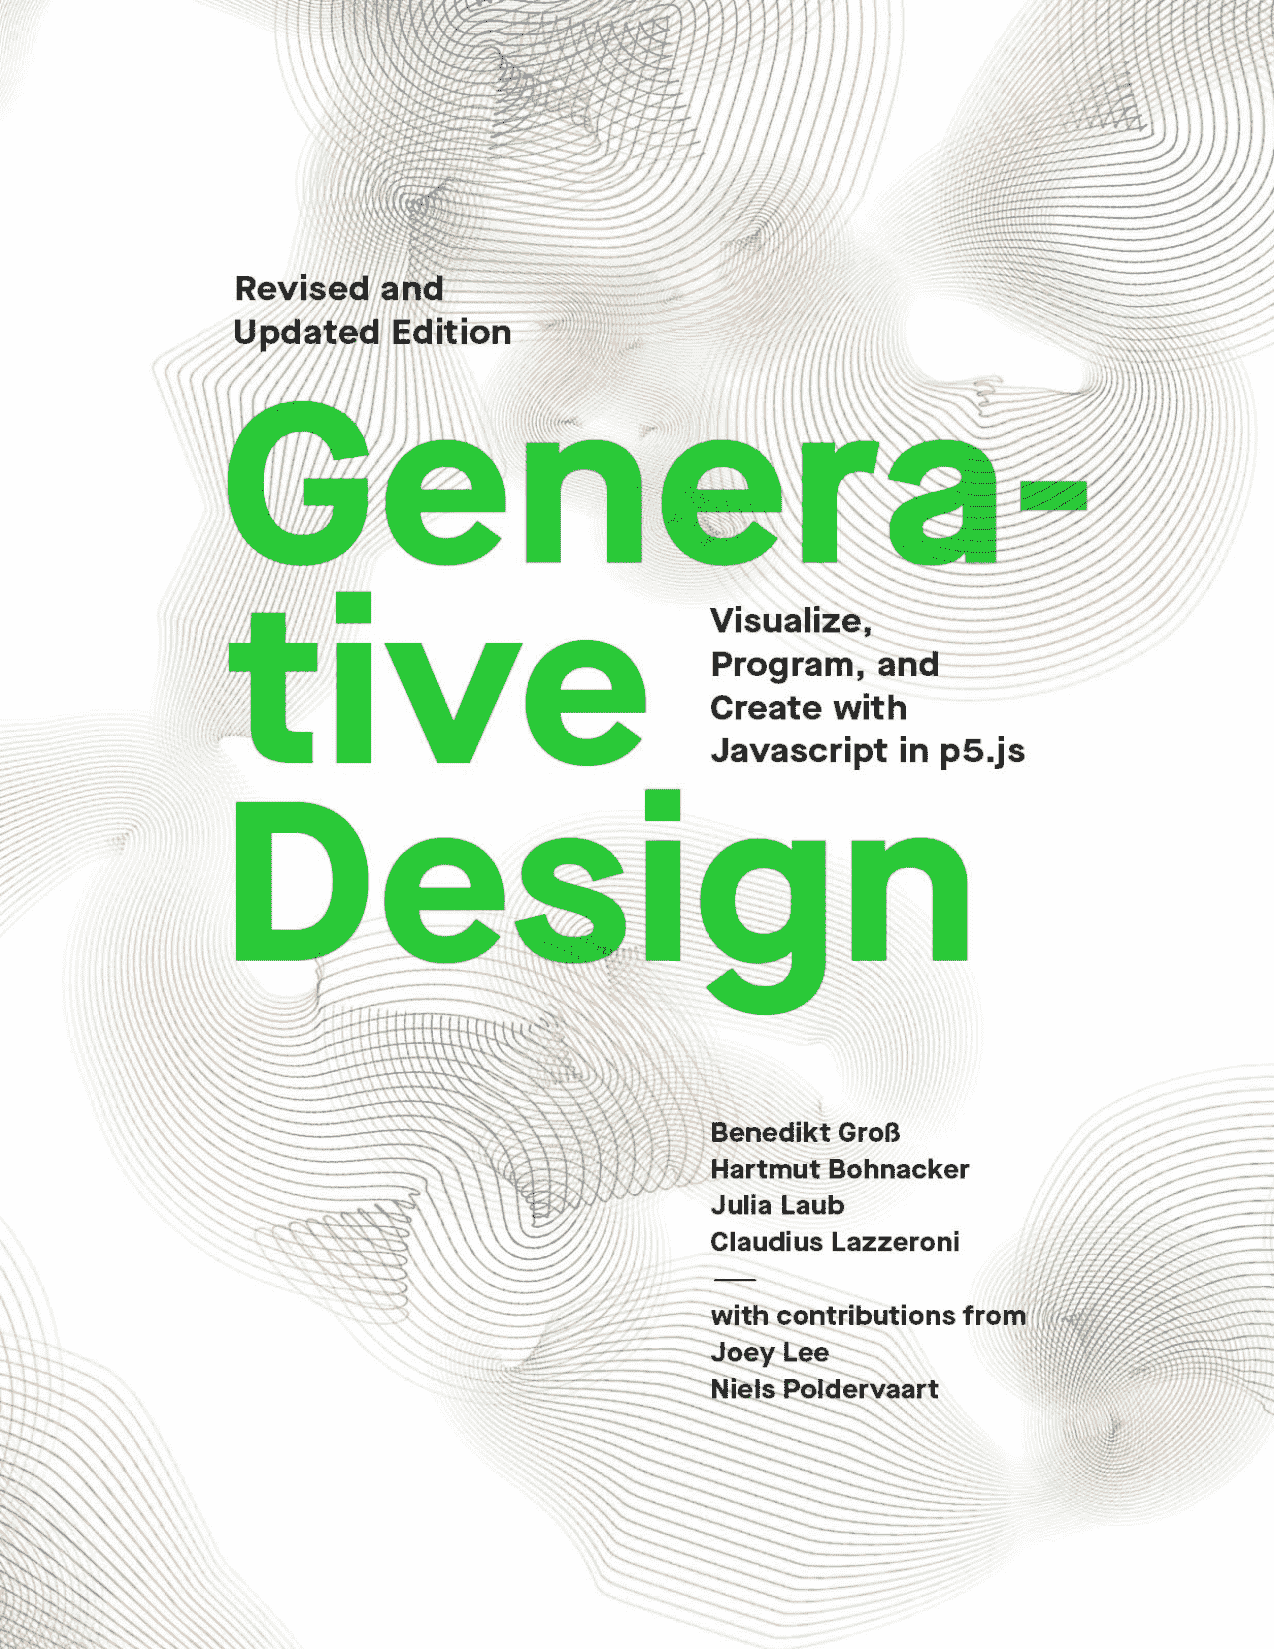 Revised and
Updated Edition
Genera-
tive
Design
Visualize,
Program, and
Create with
Javascript in p5.js
Benedikt Groß
Hartmut Bohnacker
Julia Laub
Claudius Lazzeroni
with contributions from
Joey Lee
Niels Poldervaart